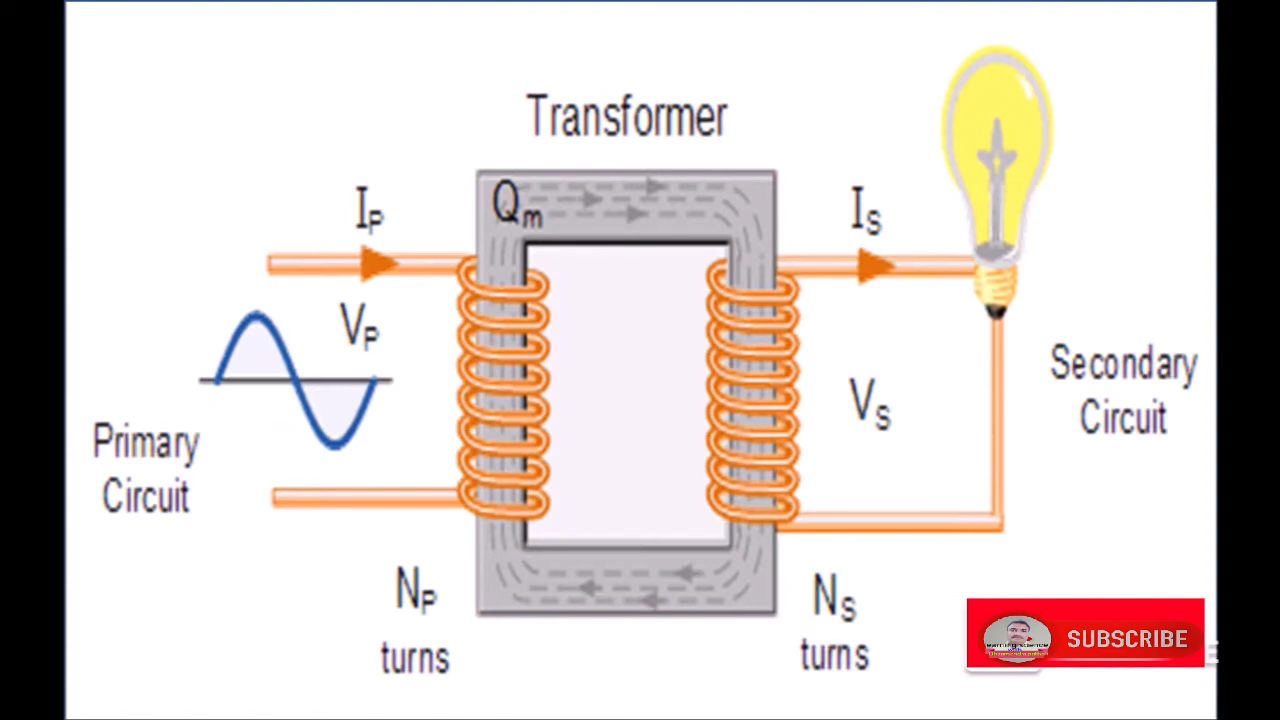 Transformer
Qm
IP
IS
VP
VS
Primary
Circuit
Secondary
Circuit
NP
turns
NS
turns
SUBSCRIBE